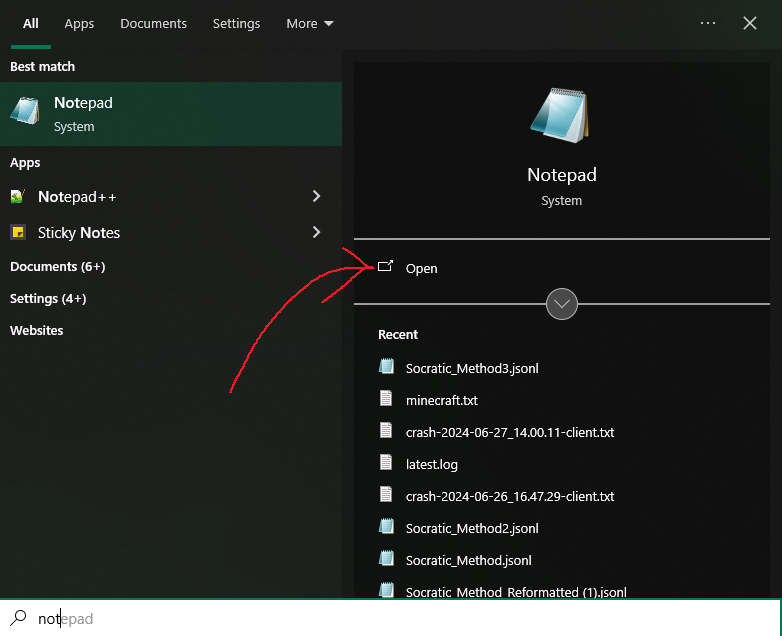 All Apps Documents Settings More ...
Best match
Notepad
System
Apps
Notepad++
Sticky Notes
Documents (6+)
Settings (4+)
Websites
Notepad
System
Open
Recent
Socratic_Method3.jsonl
minecraft.txt
crash-2024-06-27_14.00.11-client.txt
latest.log
crash-2024-06-26_16.47.29-client.txt
Socratic_Method2.jsonl
Socratic_Method.jsonl
Socratic_Method_Reformatted (1).jsonl
notepad